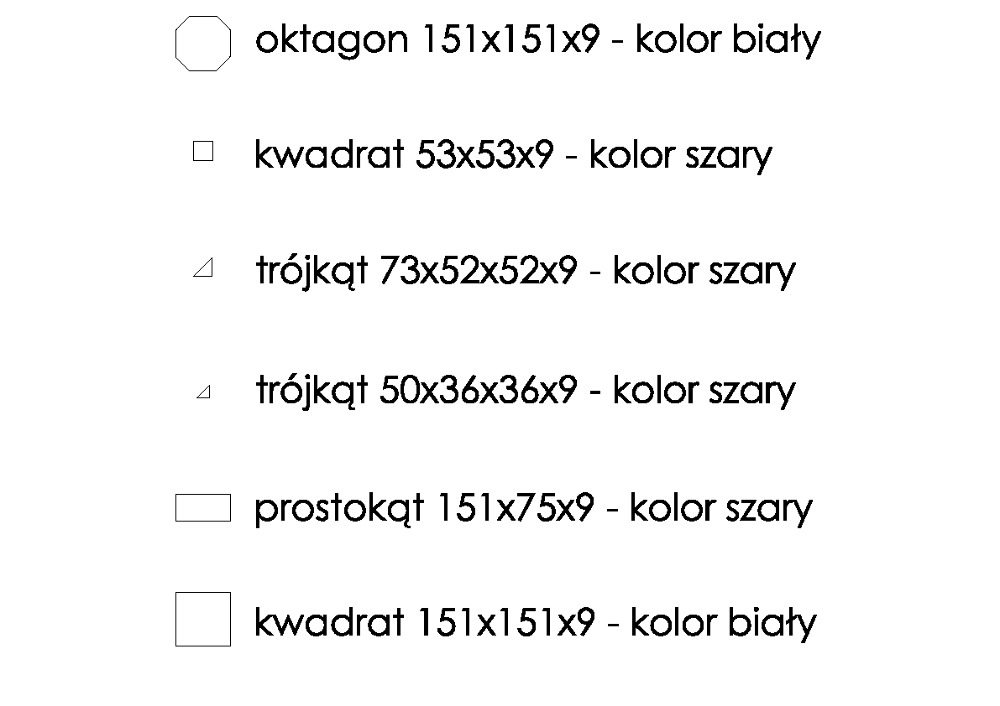 oktagon 151x151x9 - kolor biały
kwadrat 53x53x9 - kolor szary
trójkąt 73x52x52x9 - kolor szary
trójkąt 50x36x36x9 - kolor szary
prostokąt 151x75x9 - kolor szary
kwadrat 151x151x9 - kolor biały